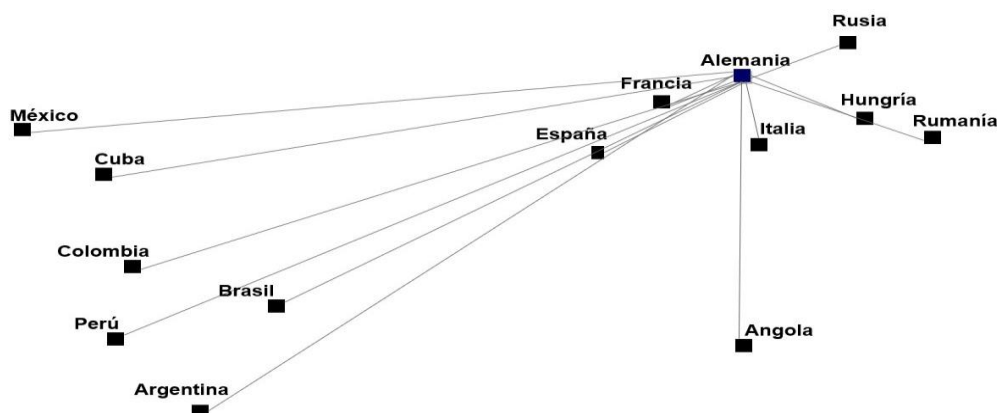 Rusia
Alemania
Francia
Hungría
México
Rumanía
Italia
España
Cuba
Colombia
Brasil
Perú
Angola
Argentina